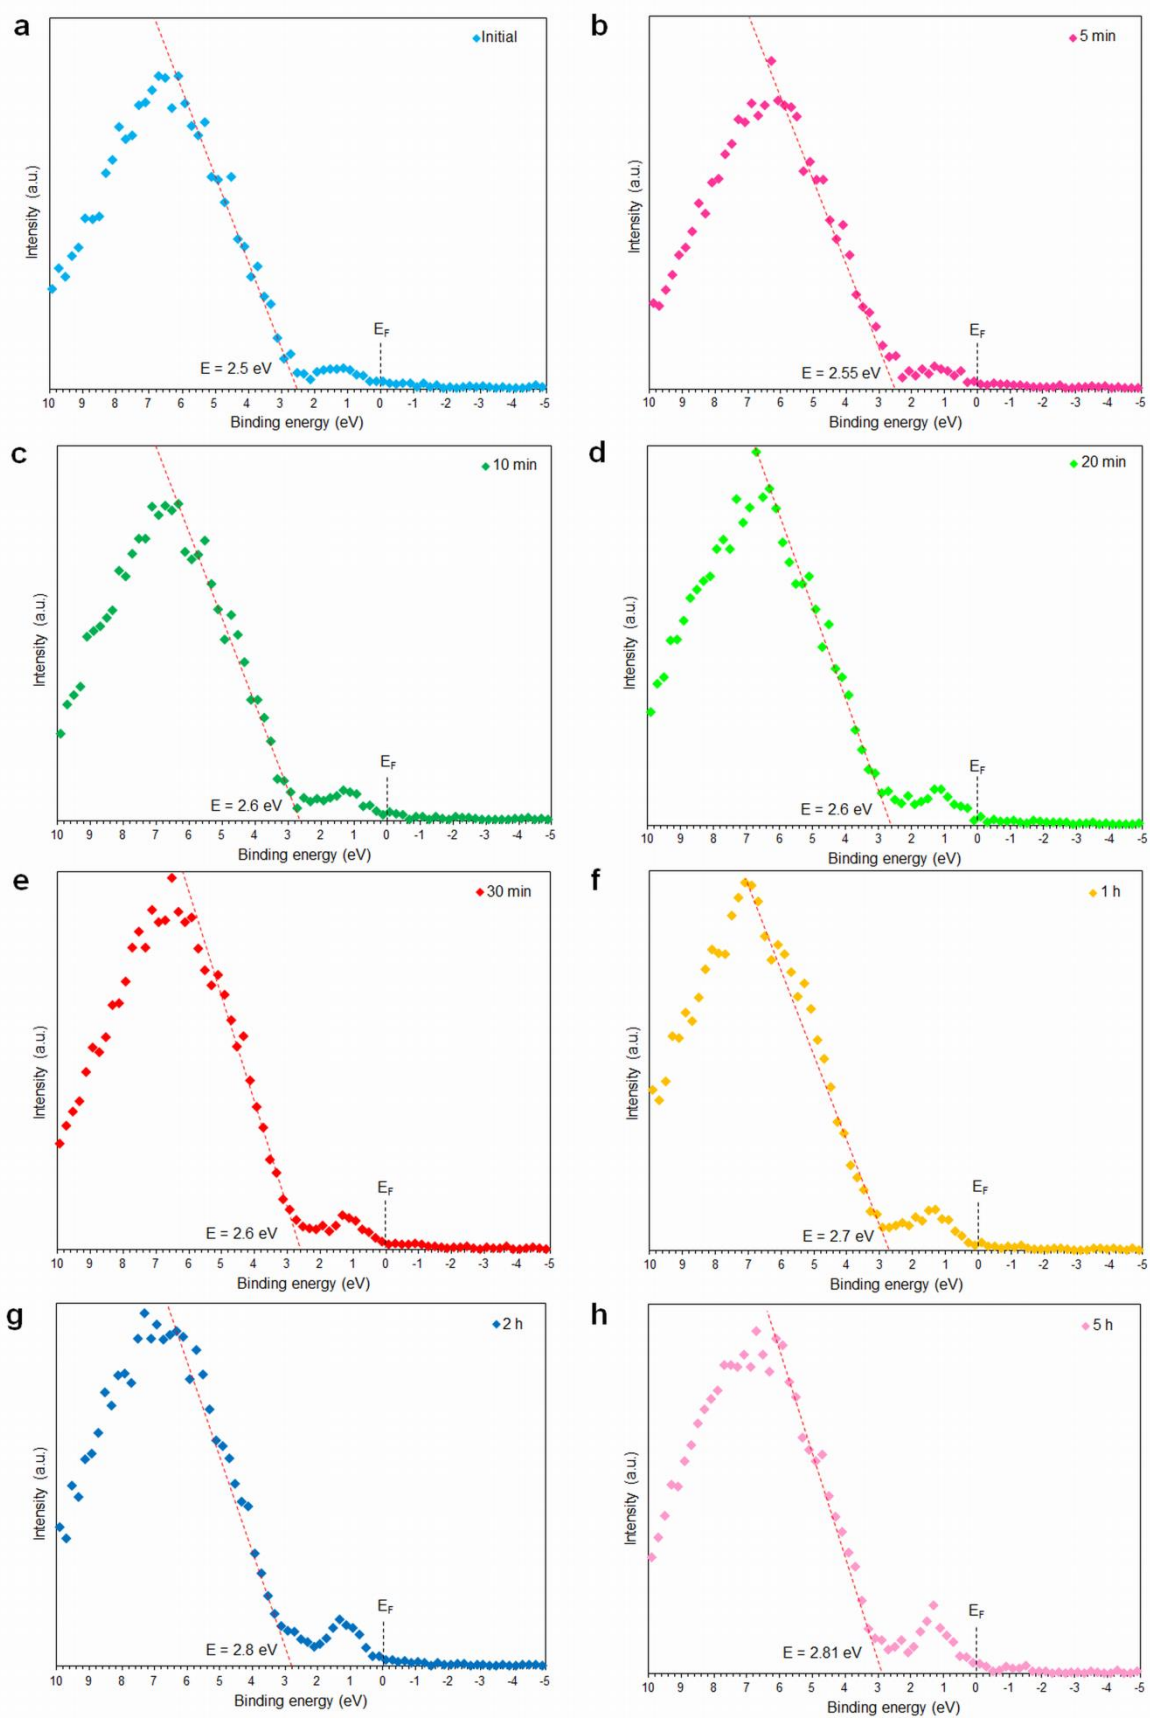 a
Initial
Intensity (a.u.)
E = 2.5 eV
EF
10 9 8 7 6 5 4 3 2 1 0 -1 -2 -3 -4 -5
Binding energy (eV)
b
5 min
Intensity (a.u.)
E = 2.55 eV
EF
10 9 8 7 6 5 4 3 2 1 0 -1 -2 -3 -4 -5
Binding energy (eV)
c
10 min
Intensity (a.u.)
E = 2.6 eV
EF
10 9 8 7 6 5 4 3 2 1 0 -1 -2 -3 -4 -5
Binding energy (eV)
d
20 min
Intensity (a.u.)
E = 2.6 eV
EF
10 9 8 7 6 5 4 3 2 1 0 -1 -2 -3 -4 -5
Binding energy (eV)
e
30 min
Intensity (a.u.)
E = 2.6 eV
EF
10 9 8 7 6 5 4 3 2 1 0 -1 -2 -3 -4 -5
Binding energy (eV)
f
1 h
Intensity (a.u.)
E = 2.7 eV
EF
10 9 8 7 6 5 4 3 2 1 0 -1 -2 -3 -4 -5
Binding energy (eV)
g
2 h
Intensity (a.u.)
E = 2.8 eV
EF
10 9 8 7 6 5 4 3 2 1 0 -1 -2 -3 -4 -5
Binding energy (eV)
h
5 h
Intensity (a.u.)
E = 2.81 eV
EF
10 9 8 7 6 5 4 3 2 1 0 -1 -2 -3 -4 -5
Binding energy (eV)